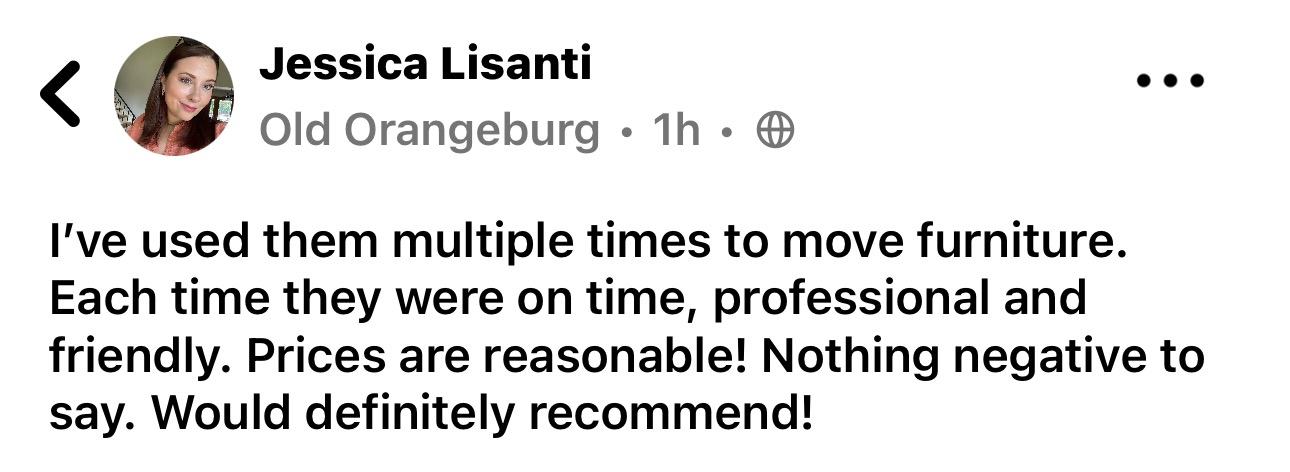 Jessica Lisanti
Old Orangeburg · 1h ·
I’ve used them multiple times to move furniture.
Each time they were on time, professional and
friendly. Prices are reasonable! Nothing negative to
say. Would definitely recommend!